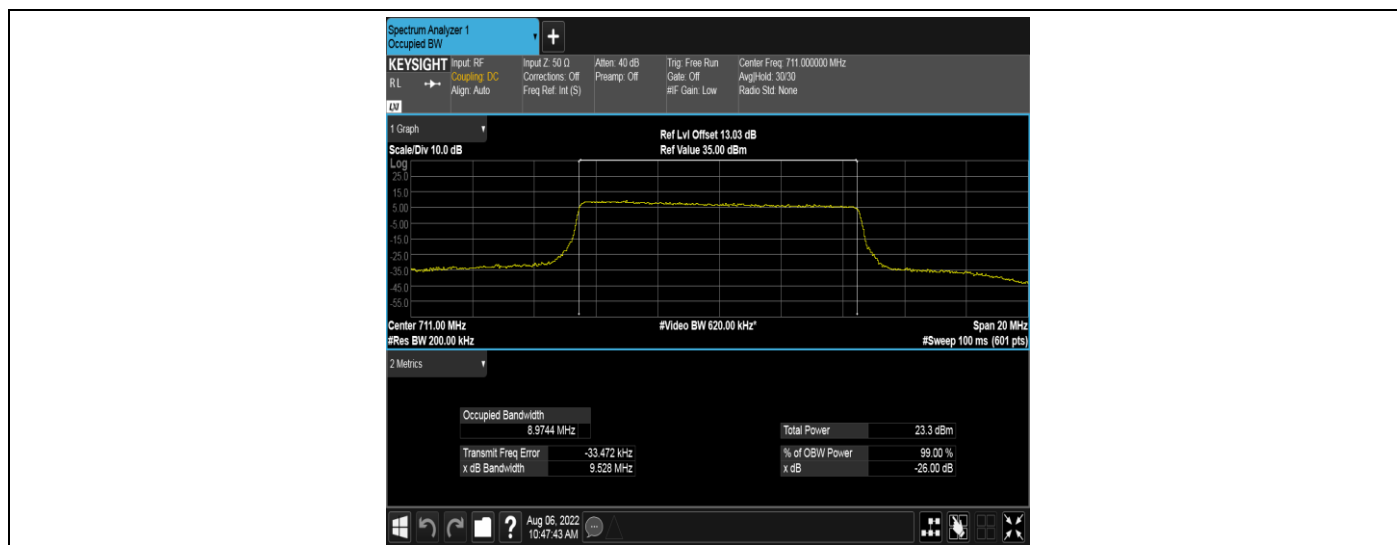 Spectrum Analyzer 1
Occupied BW
KEYSIGHT
R L
LXI
Input: RF
Coupling: DC
Align: Auto
Input Z: 50 Ω
Corrections: Off
Freq Ref: Int (S)
Atten: 40 dB
Preamp: Off
Trig: Free Run
Gate: Off
#IF Gain: Low
Center Freq: 711.000000 MHz
Avg|Hold: 30/30
Radio Std: None
1 Graph
Scale/Div 10.0 dB
Ref Lvl Offset 13.03 dB
Ref Value 35.00 dBm
Log
25.0
15.0
5.00
-5.00
-15.0
-25.0
-35.0
-45.0
-55.0
Center 711.00 MHz
#Res BW 200.00 kHz
#Video BW 620.00 kHz*
Span 20 MHz
#Sweep 100 ms (601 pts)
2 Metrics
Occupied Bandwidth
8.9744 MHz
Total Power 23.3 dBm
Transmit Freq Error -33.472 kHz
% of OBW Power 99.00 %
x dB Bandwidth 9.528 MHz
x dB -26.00 dB
?
Aug 06, 2022
10:47:43 AM